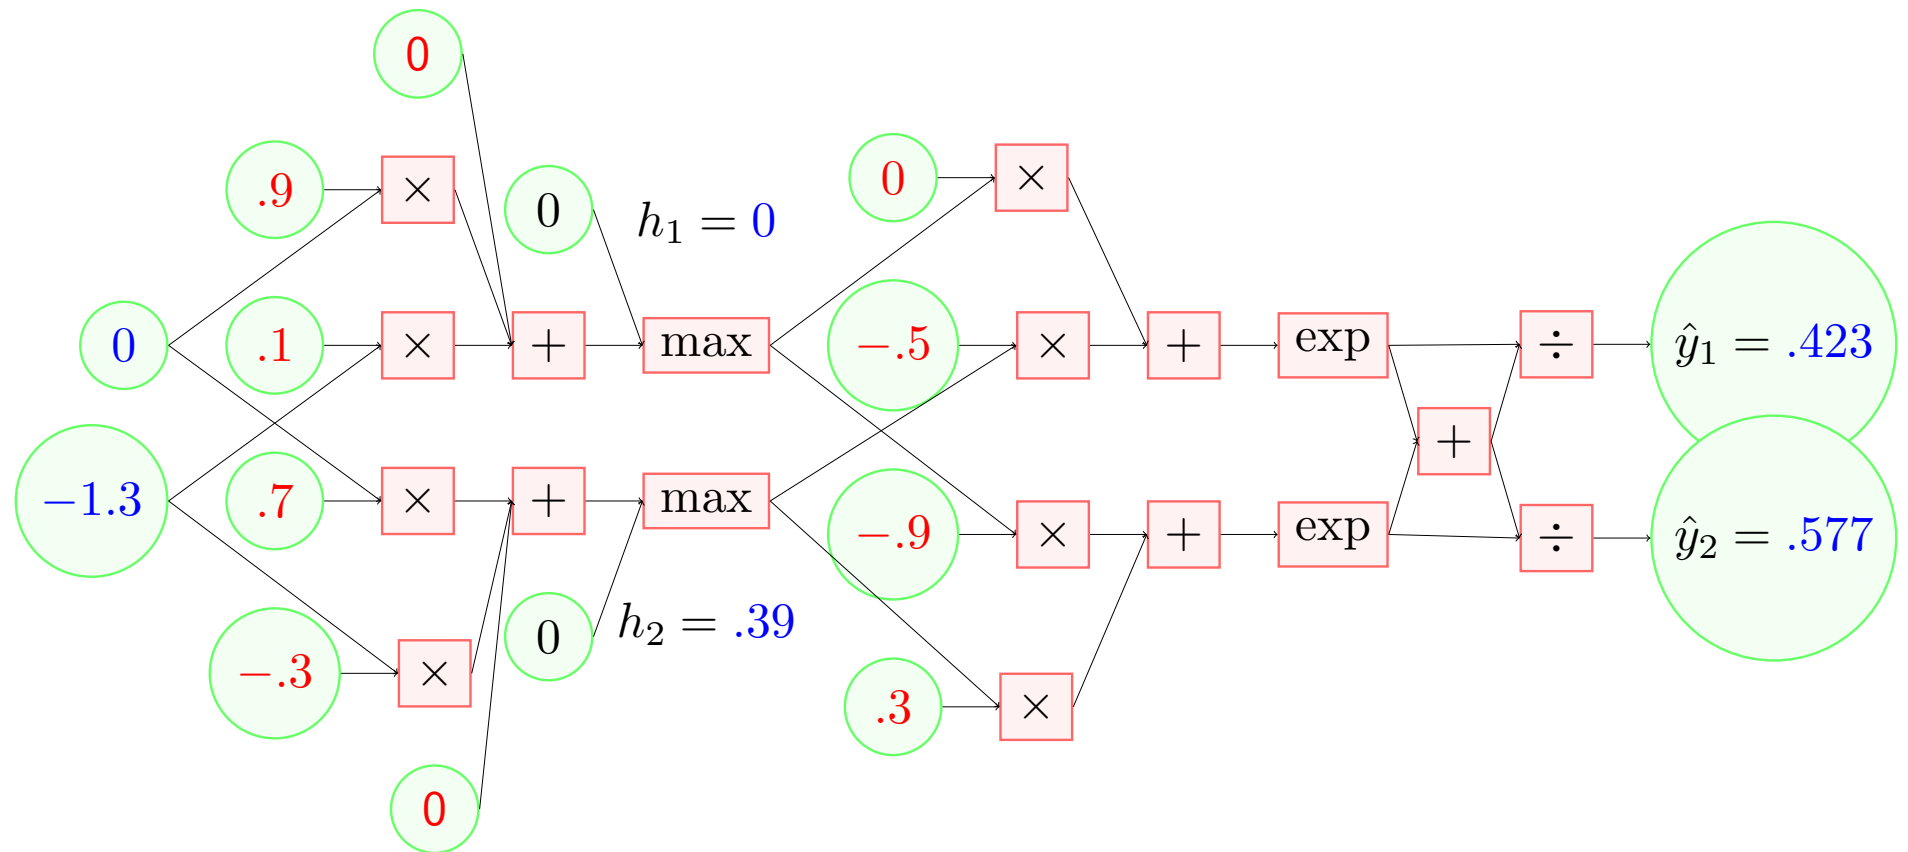 0
.9 ×
0 h₁ = 0
0 ×
0 .1 × + max −.5 × + exp ÷ ŷ₁ = .423
+
−1.3 .7 × + max −.9 × + exp ÷ ŷ₂ = .577
0 h₂ = .39
−.3 × .3 ×
0